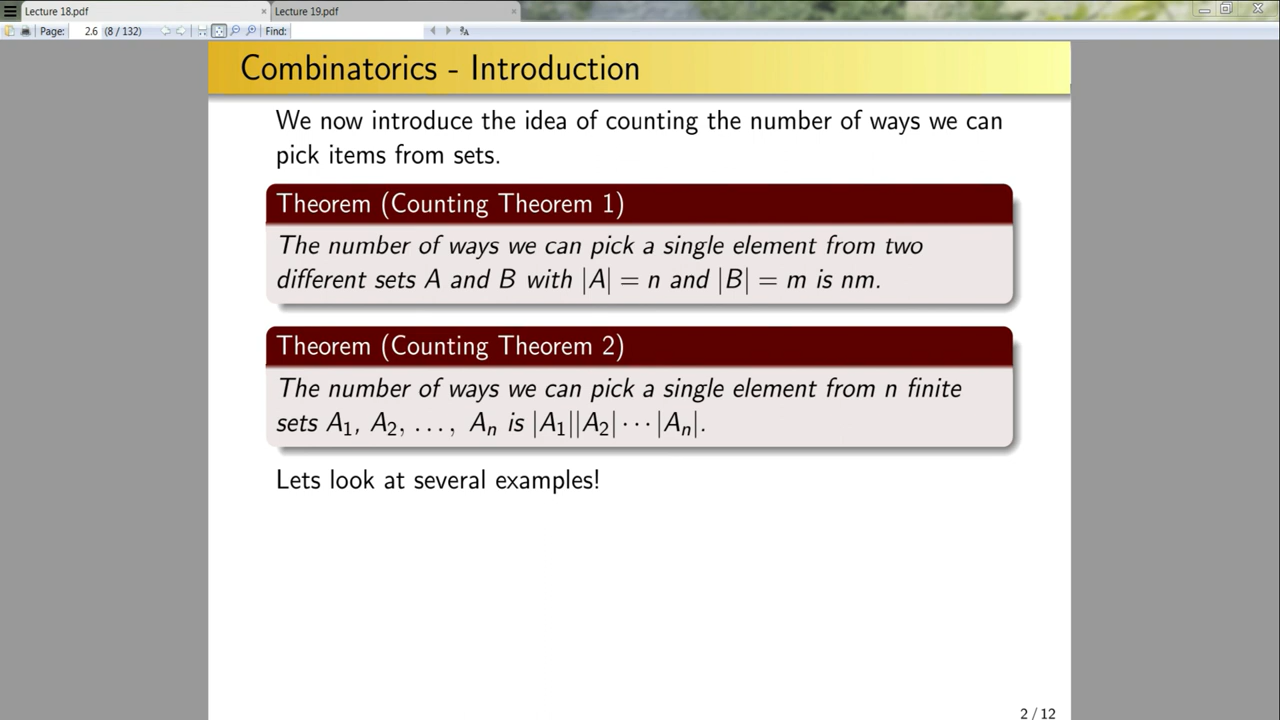 Lecture 18.pdf × Lecture 19.pdf ×
Page: 2.6 (8 / 132) Find:
Combinatorics - Introduction
We now introduce the idea of counting the number of ways we can
pick items from sets.
Theorem (Counting Theorem 1)
The number of ways we can pick a single element from two
different sets A and B with |A| = n and |B| = m is nm.
Theorem (Counting Theorem 2)
The number of ways we can pick a single element from n finite
sets A₁, A₂, . . . , Aₙ is |A₁||A₂| · · · |Aₙ|.
Lets look at several examples!
2 / 12